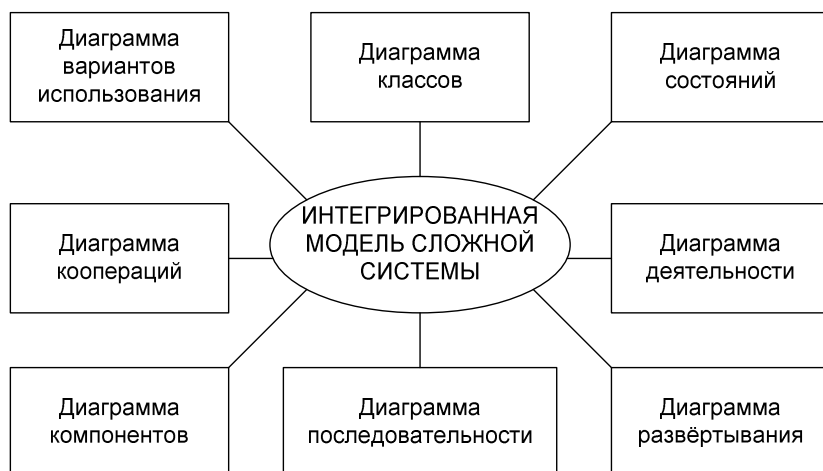 Диаграмма
вариантов
использования
Диаграмма
классов
Диаграмма
состояний
ИНТЕГРИРОВАННАЯ
МОДЕЛЬ СЛОЖНОЙ
СИСТЕМЫ
Диаграмма
коопераций
Диаграмма
деятельности
Диаграмма
компонентов
Диаграмма
последовательности
Диаграмма
развёртывания